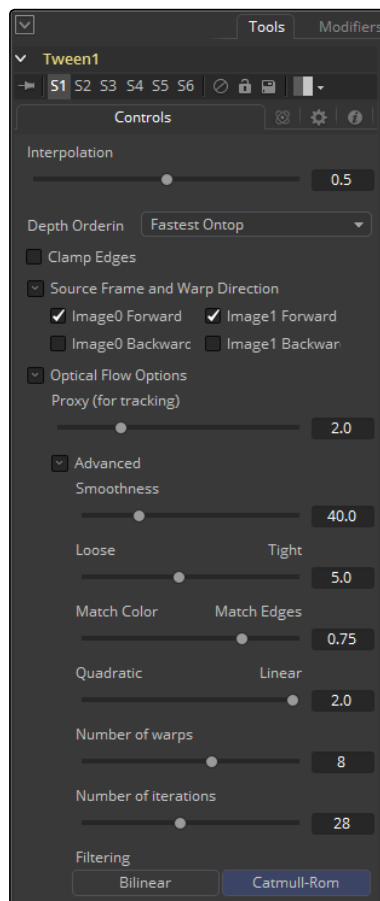 Tools Modifiers
Tween1
S1 S2 S3 S4 S5 S6
Controls
Interpolation
0.5
Depth Orderin Fastest Ontop
Clamp Edges
Source Frame and Warp Direction
Image0 Forward Image1 Forward
Image0 Backwarc Image1 Backwar
Optical Flow Options
Proxy (for tracking)
2.0
Advanced
Smoothness
40.0
Loose Tight
5.0
Match Color Match Edges
0.75
Quadratic Linear
2.0
Number of warps
8
Number of iterations
28
Filtering
Bilinear Catmull-Rom